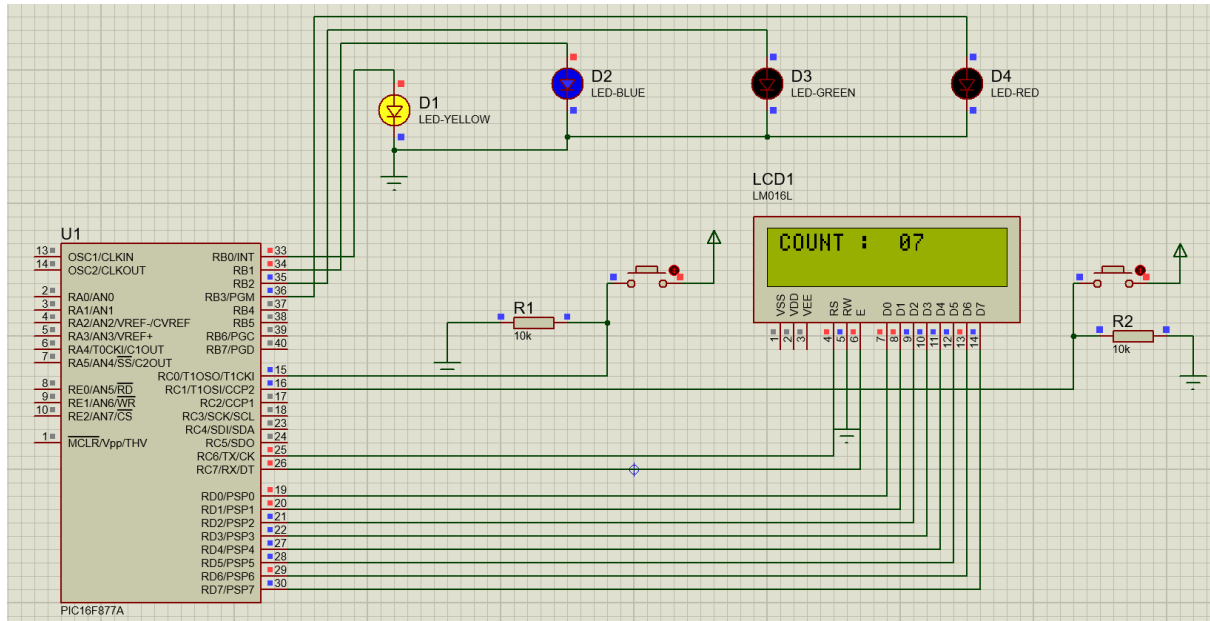 D1
LED-YELLOW
D2
LED-BLUE
D3
LED-GREEN
D4
LED-RED
LCD1
LM016L
COUNT : 07
VSS
VDD
VEE
RS
RW
E
D0
D1
D2
D3
D4
D5
D6
D7
1
2
3
4
5
6
7
8
9
10
11
12
13
14
R1
10k
R2
10k
U1
13 OSC1/CLKIN
14 OSC2/CLKOUT
2 RA0/AN0
3 RA1/AN1
4 RA2/AN2/VREF-/CVREF
5 RA3/AN3/VREF+
6 RA4/T0CKI/C1OUT
7 RA5/AN4/SS/C2OUT
8 RE0/AN5/RD
9 RE1/AN6/WR
10 RE2/AN7/CS
1 MCLR/Vpp/THV
RB0/INT 33
RB1 34
RB2 35
RB3/PGM 36
RB4 37
RB5 38
RB6/PGC 39
RB7/PGD 40
RC0/T1OSO/T1CKI 15
RC1/T1OSI/CCP2 16
RC2/CCP1 17
RC3/SCK/SCL 18
RC4/SDI/SDA 23
RC5/SDO 24
RC6/TX/CK 25
RC7/RX/DT 26
RD0/PSP0 19
RD1/PSP1 20
RD2/PSP2 21
RD3/PSP3 22
RD4/PSP4 27
RD5/PSP5 28
RD6/PSP6 29
RD7/PSP7 30
PIC16F877A